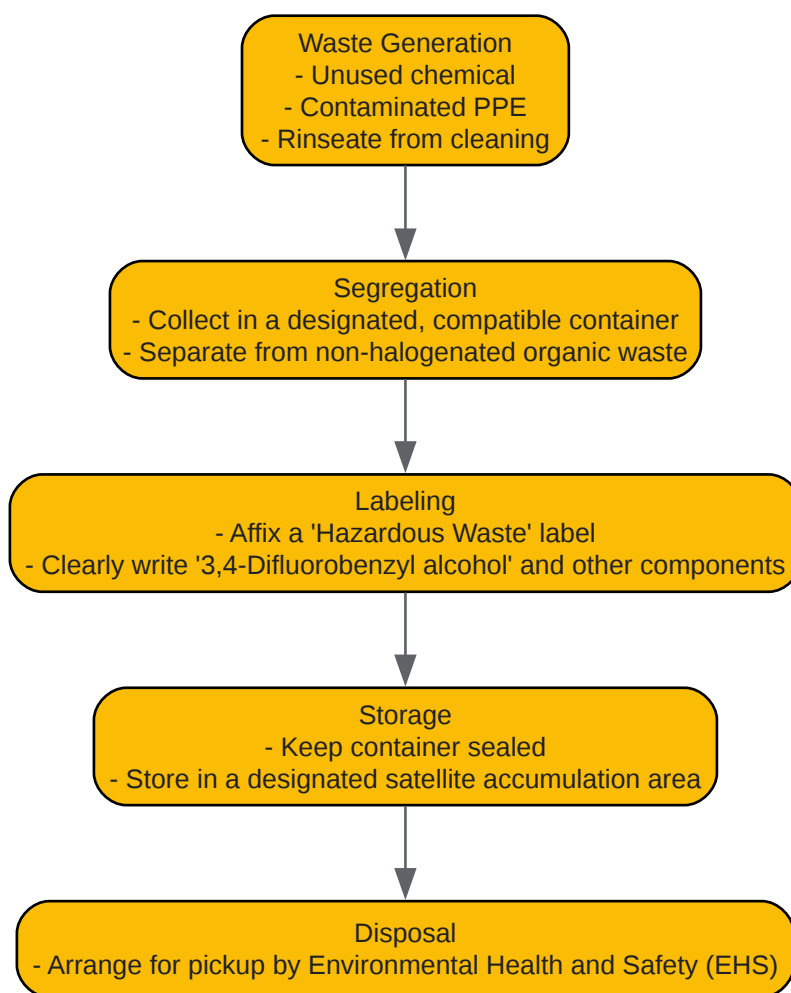 Waste Generation
- Unused chemical
- Contaminated PPE
- Rinseate from cleaning
Segregation
- Collect in a designated, compatible container
- Separate from non-halogenated organic waste
Labeling
- Affix a 'Hazardous Waste' label
- Clearly write '3,4-Difluorobenzyl alcohol' and other components
Storage
- Keep container sealed
- Store in a designated satellite accumulation area
Disposal
- Arrange for pickup by Environmental Health and Safety (EHS)